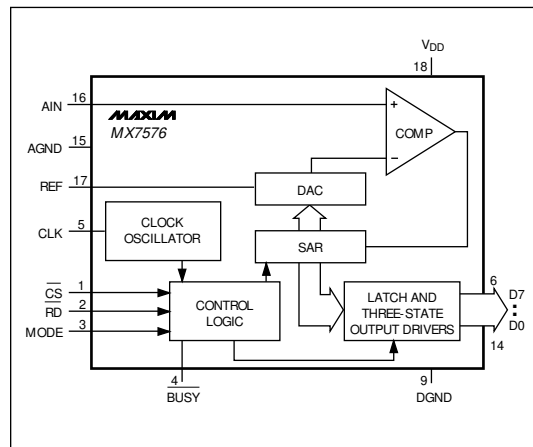 VDD
18
AIN
16
MAXIM
MX7576
+
COMP
−
AGND
15
REF
17
DAC
CLK
5
CLOCK
OSCILLATOR
SAR
CS
1
RD
2
MODE
3
CONTROL
LOGIC
LATCH AND
THREE-STATE
OUTPUT DRIVERS
6
D7
D0
14
4
BUSY
9
DGND